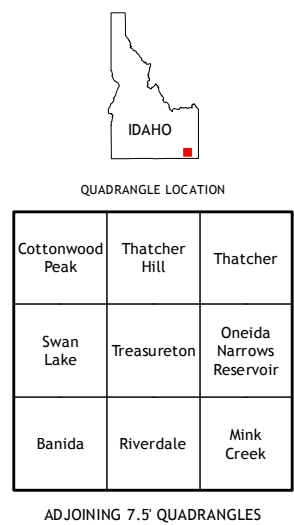 IDAHO
QUADRANGLE LOCATION
Cottonwood
Peak
Thatcher
Hill
Thatcher
Swan
Lake
Treasureton
Oneida
Narrows
Reservoir
Banida
Riverdale
Mink
Creek
ADJOINING 7.5' QUADRANGLES